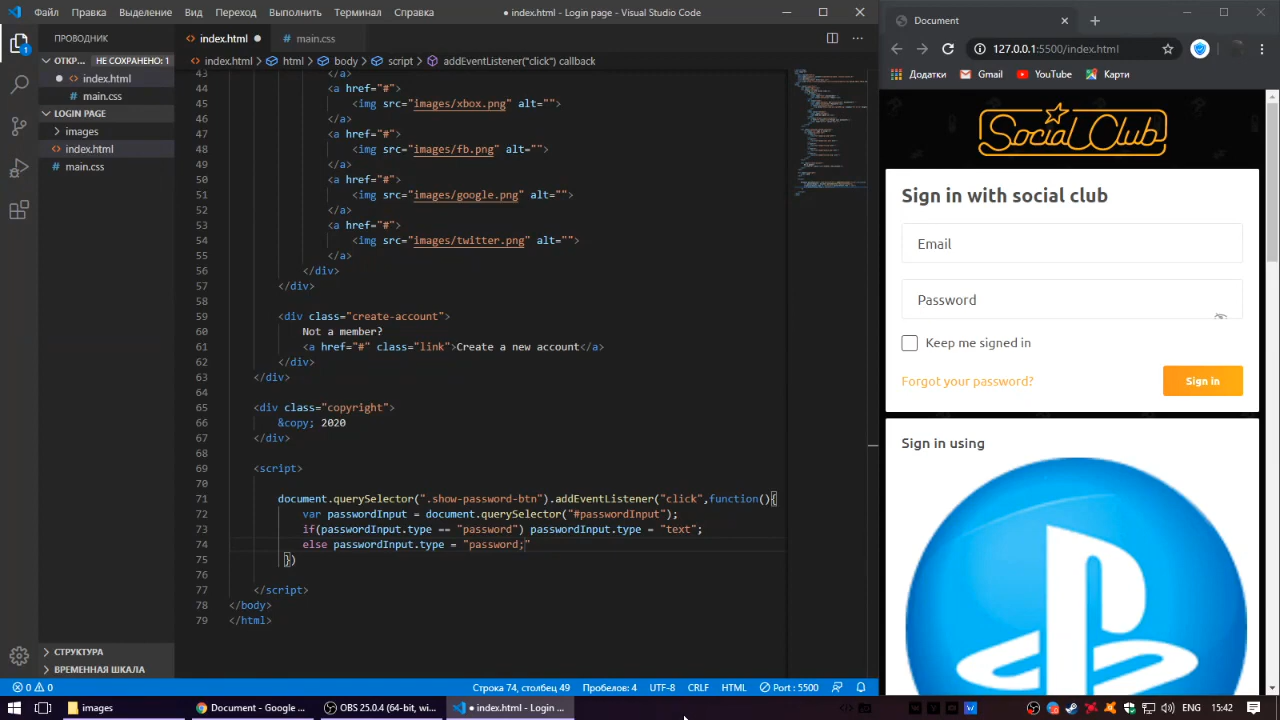 Файл Правка Выделение Вид Переход Выполнить Терминал Справка
● index.html - Login page - Visual Studio Code
ПРОВОДНИК
index.html ●
main.css
ОТКР...
НЕ СОХРАНЕНО: 1
● index.html
LOGIN PAGE
images
index.html
main.css
html
body
script
addEventListener("click") callback
43 </a>
44 <a href="#">
45 <img src="images/xbox.png" alt="">
46 </a>
47 <a href="#">
48 <img src="images/fb.png" alt="">
49 </a>
50 <a href="#">
51 <img src="images/google.png" alt="">
52 </a>
53 <a href="#">
54 <img src="images/twitter.png" alt="">
55 </a>
56 </div>
57 </div>
58
59 <div class="create-account">
60 Not a member?
61 <a href="#" class="link">Create a new account</a>
62 </div>
63 </div>
64
65 <div class="copyright">
66 &copy; 2020
67 </div>
68
69 <script>
70
71 document.querySelector(".show-password-btn").addEventListener("click",function(){
72 var passwordInput = document.querySelector("#passwordInput");
73 if(passwordInput.type == "password") passwordInput.type = "text";
74 else passwordInput.type = "password;"
75 })
76
77 </script>
78 </body>
79 </html>
СТРУКТУРА
ВРЕМЕННАЯ ШКАЛА
0 0
Строка 74, столбец 49 Пробелов: 4 UTF-8 CRLF HTML Port : 5500
Document
127.0.0.1:5500/index.html
Додатки Gmail YouTube Карти
Social Club
Sign in with social club
Email
Password
Keep me signed in
Forgot your password?
Sign in
Sign in using
images
Document - Google ...
OBS 25.0.4 (64-bit, wi...
● index.html - Login ...
ENG 15:42